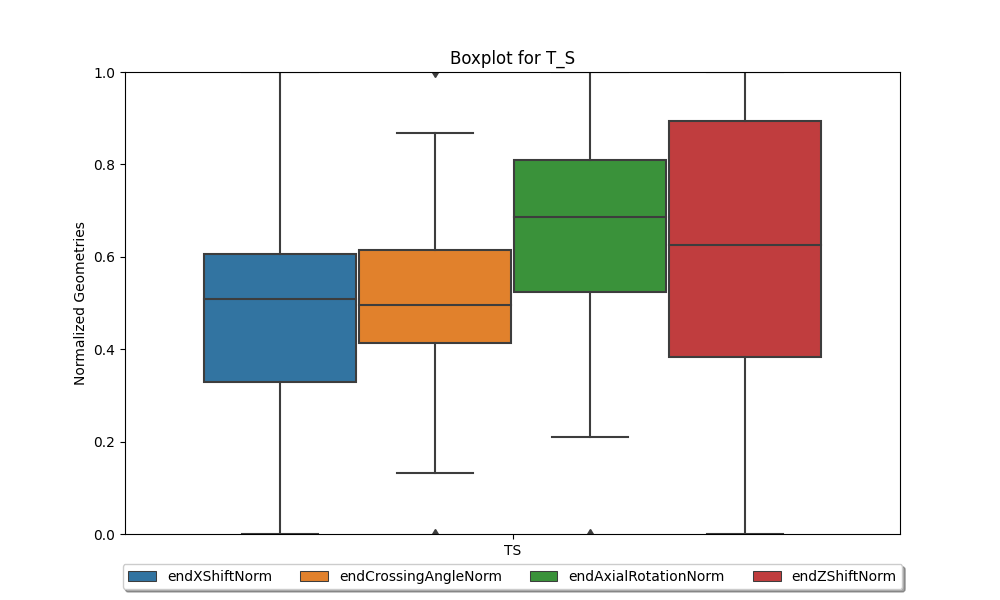 Boxplot for T_S
1.0
0.8
0.6
0.4
0.2
0.0
Normalized Geometries
TS
endXShiftNorm endCrossingAngleNorm endAxialRotationNorm endZShiftNorm